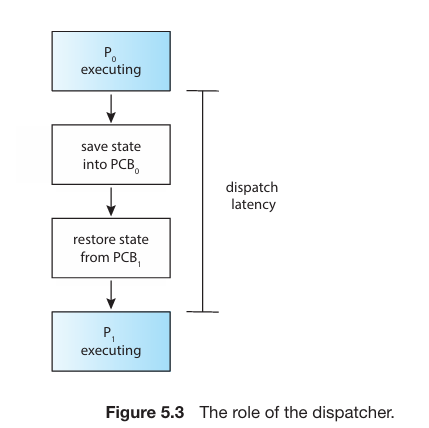 P₀
executing
save state
into PCB₀
dispatch
latency
restore state
from PCB₁
P₁
executing
Figure 5.3 The role of the dispatcher.